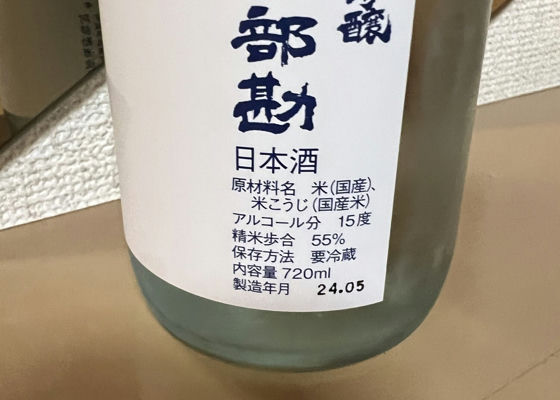 醸
部勘
日本酒
原材料名 米(国産)、
米こうじ(国産米)
アルコール分 15度
精米歩合 55%
保存方法 要冷蔵
内容量 720ml
製造年月 24.05